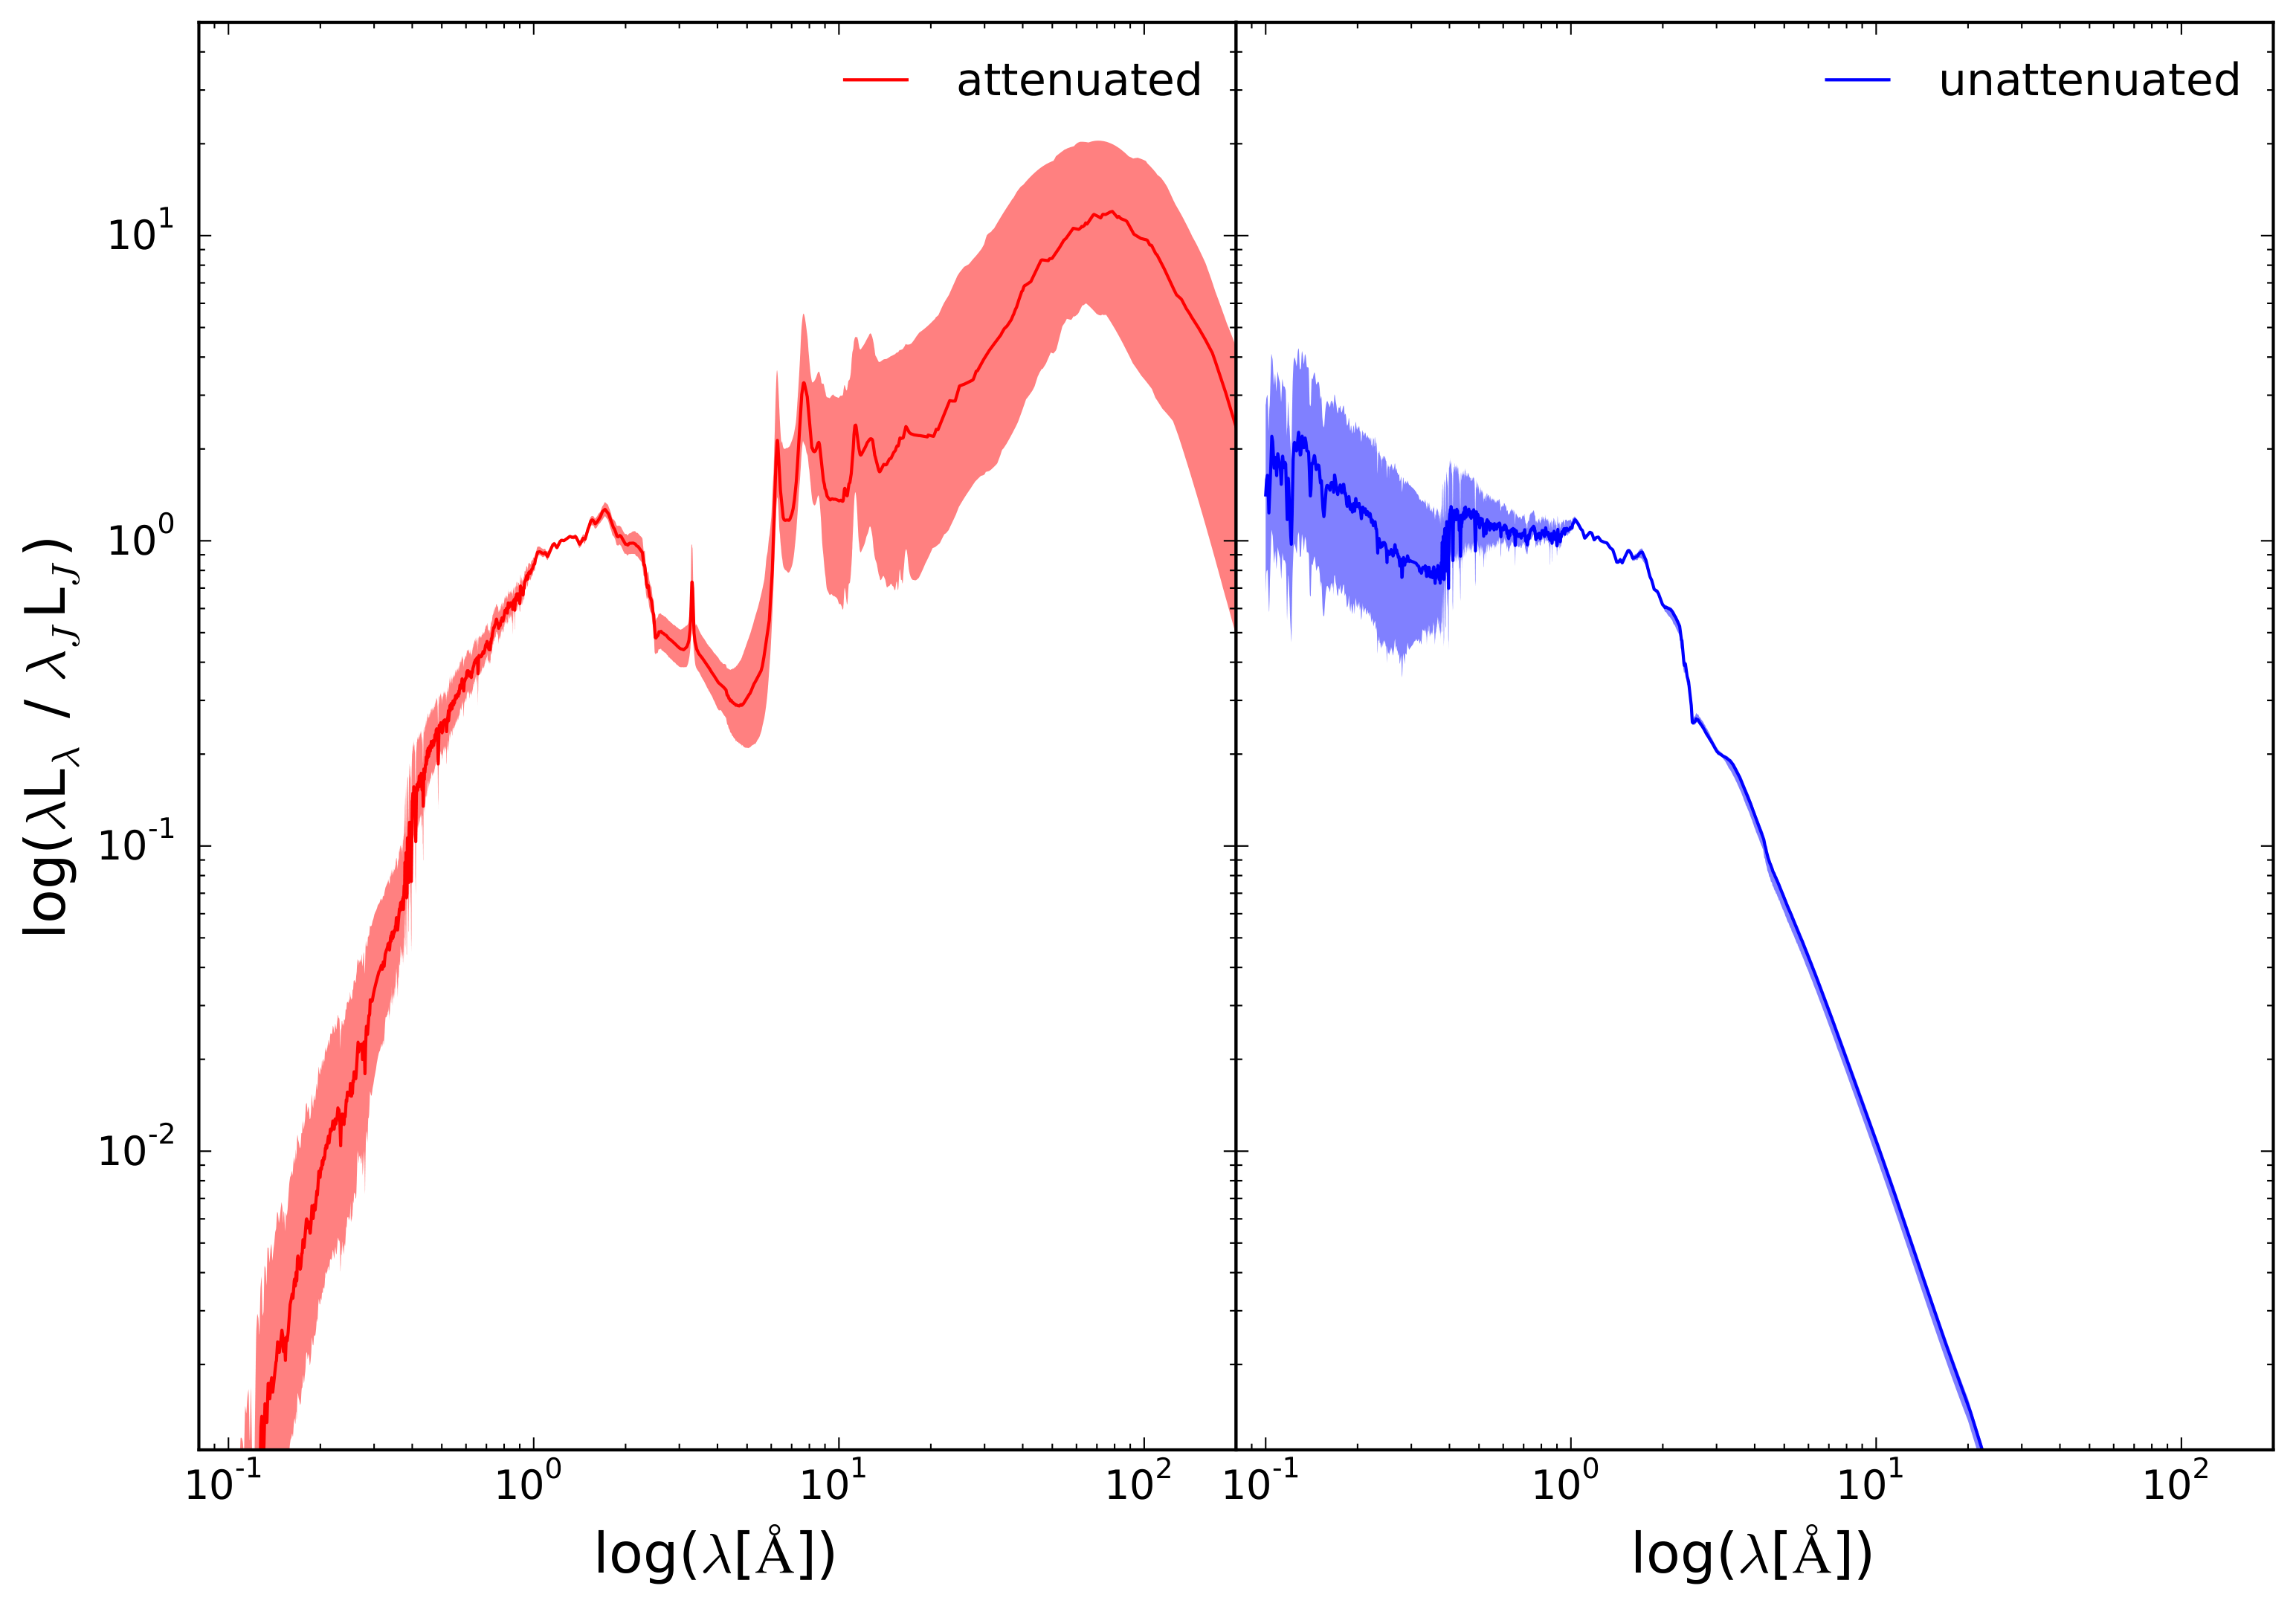 attenuated
unattenuated
log(λL_λ / λ_J L_J)
10^1
10^0
10^-1
10^-2
10^-1 10^0 10^1 10^2
10^-1 10^0 10^1 10^2
log(λ[Å])
log(λ[Å])